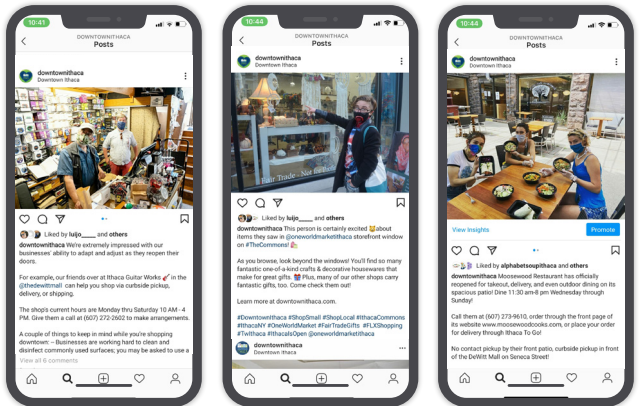 10:41
DOWNTOWNITHACA
Posts
downtownithaca
Downtown Ithaca
Liked by luijo____ and others
downtownithaca We're extremely impressed with our
businesses' ability to adapt and adjust as they reopen their
doors.
For example, our friends over at Ithaca Guitar Works 🎸 in the
@thedewittmall can help you shop via curbside pickup,
delivery, or shipping.
The shop's current hours are Monday thru Saturday 10 AM - 4
PM. Give them a call at (607) 272-2602 to make arrangements.
A couple of things to keep in mind while you're shopping
downtown: – Businesses are working hard to clean and
disinfect commonly used surfaces; you may be asked to use a
View all 6 comments
10:44
DOWNTOWNITHACA
Posts
downtownithaca
Downtown Ithaca
Fair Trade - Not
Liked by luijo____ and others
downtownithaca This person is certainly excited about
items they saw in @oneworldmarketithaca storefront window
on #TheCommons!
As you browse, look beyond the windows! You'll find so many
fantastic one-of-a-kind crafts & decorative housewares that
make for great gifts. Plus, many of our other shops carry
fantastic gifts, too. Come check them out!
Learn more at downtownithaca.com.
#DowntownIthaca #ShopSmall #ShopLocal #IthacaCommons
#IthacaNY #OneWorldMarket #FairTradeGifts #FLXShopping
#Twithaca #IthacaIsOpen @oneworldmarketithaca
downtownithaca
Downtown Ithaca
10:44
DOWNTOWNITHACA
Posts
downtownithaca
Downtown Ithaca
View Insights
Promote
Liked by alphabetsoupithaca and others
downtownithaca Moosewood Restaurant has officially
reopened for takeout, delivery, and even outdoor dining on its
spacious patio! Dine 11:30 am-8 pm Wednesday through
Sunday!
Call them at (607) 273-9610, order through the front page of
its website www.moosewoodcooks.com, or place your order
for delivery through Ithaca To Go!
No contact pickup by their front patio, curbside pickup in front
of the DeWitt Mall on Seneca Street!